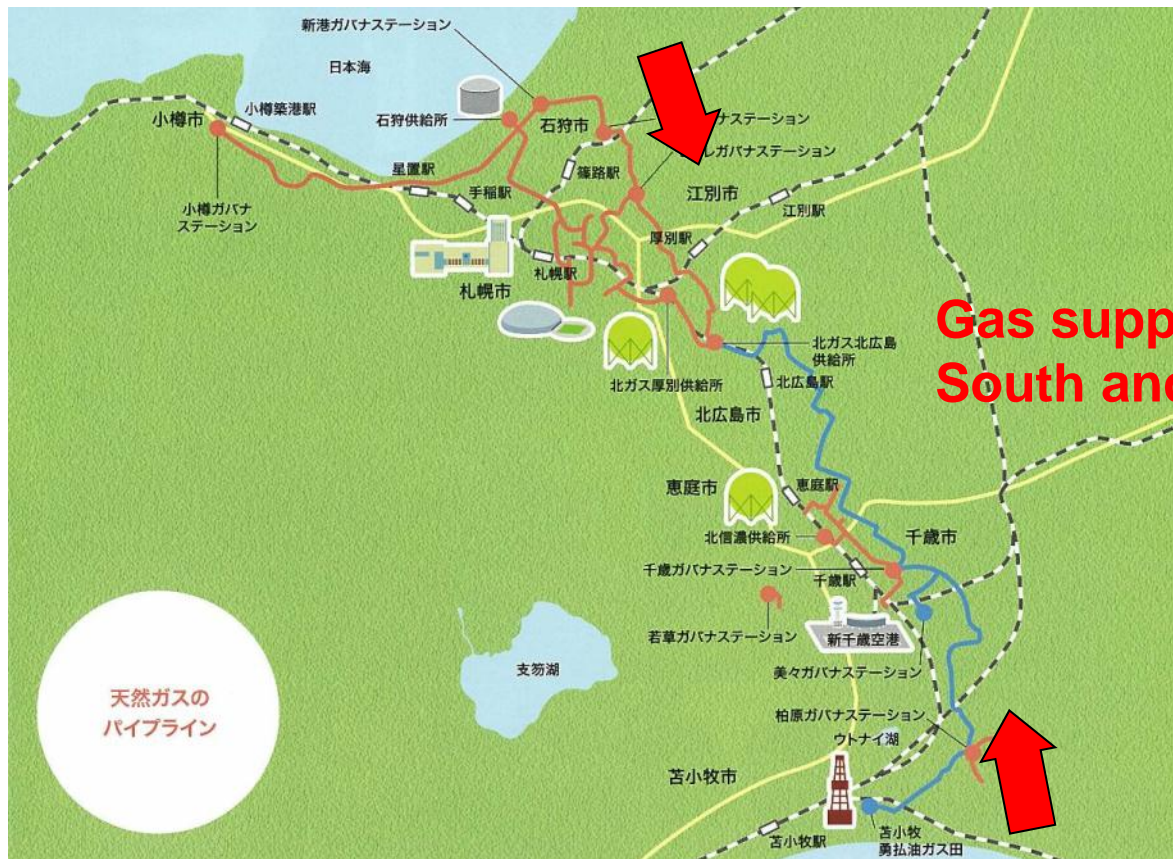 新港ガバナステーション
日本海
小樽市
小樽築港駅
石狩供給所
石狩市
ナステーション
レガバナステーション
星置駅
手稲駅
篠路駅
江別市
江別駅
小樽ガバナ
ステーション
厚別駅
札幌駅
札幌市
北ガス北広島
供給所
北ガス厚別供給所
北広島駅
北広島市
Gas supp
South and
恵庭市
恵庭駅
北信濃供給所
千歳市
千歳ガバナステーション
千歳駅
若草ガバナステーション
新千歳空港
支笏湖
美々ガバナステーション
天然ガスの
パイプライン
柏原ガバナステーション
ウトナイ湖
苫小牧市
苫小牧駅
苫小牧
勇払油ガス田